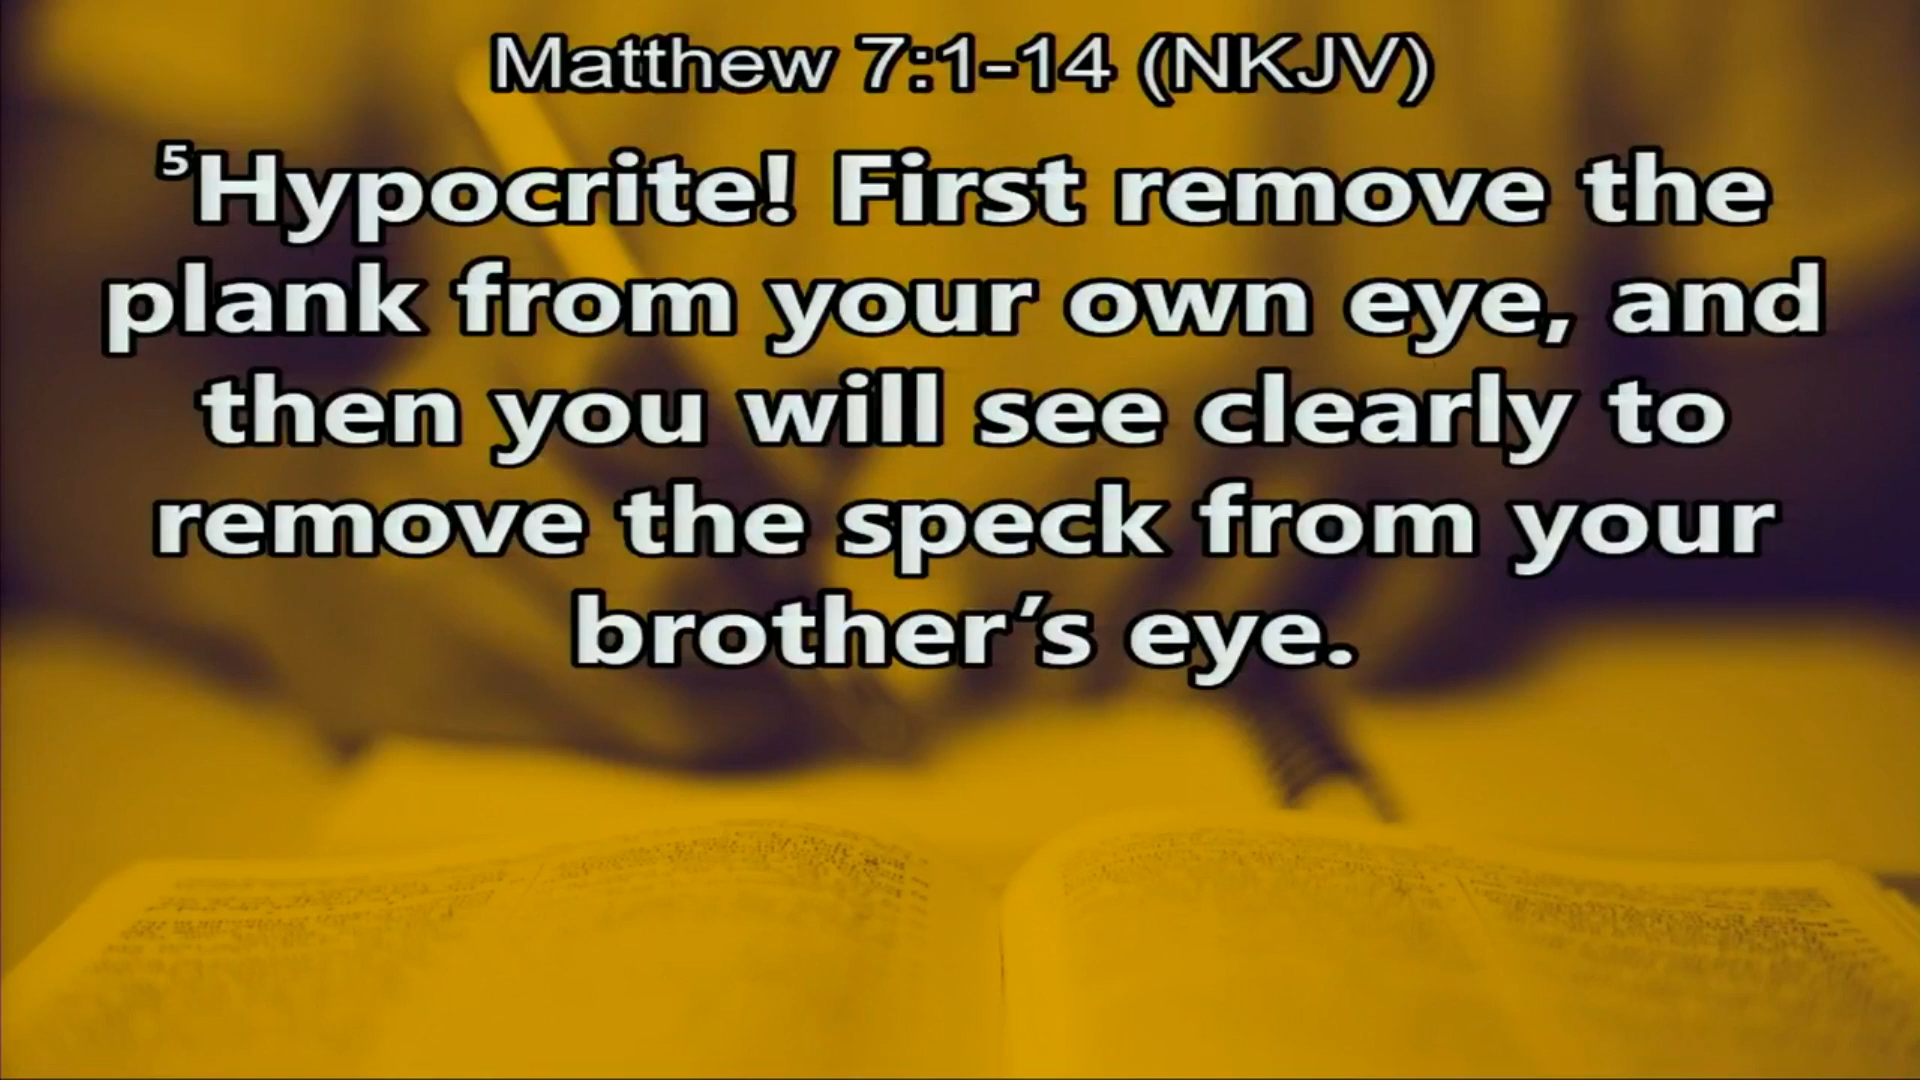 Matthew 7:1-14 (NKJV)
⁵Hypocrite! First remove the
plank from your own eye, and
then you will see clearly to
remove the speck from your
brother’s eye.